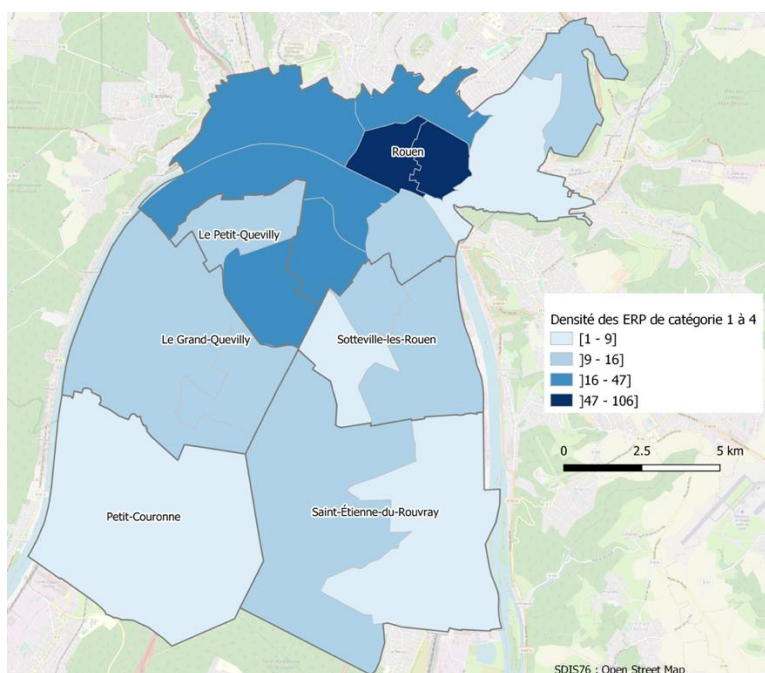 Rouen
Le Petit-Quevilly
Le Grand-Quevilly
Sotteville-les-Rouen
Petit-Couronne
Saint-Étienne-du-Rouvray
Densité des ERP de catégorie 1 à 4
[1 - 9]
]9 - 16]
]16 - 47]
]47 - 106]
0 2.5 5 km
SDIS76 ; Open Street Map